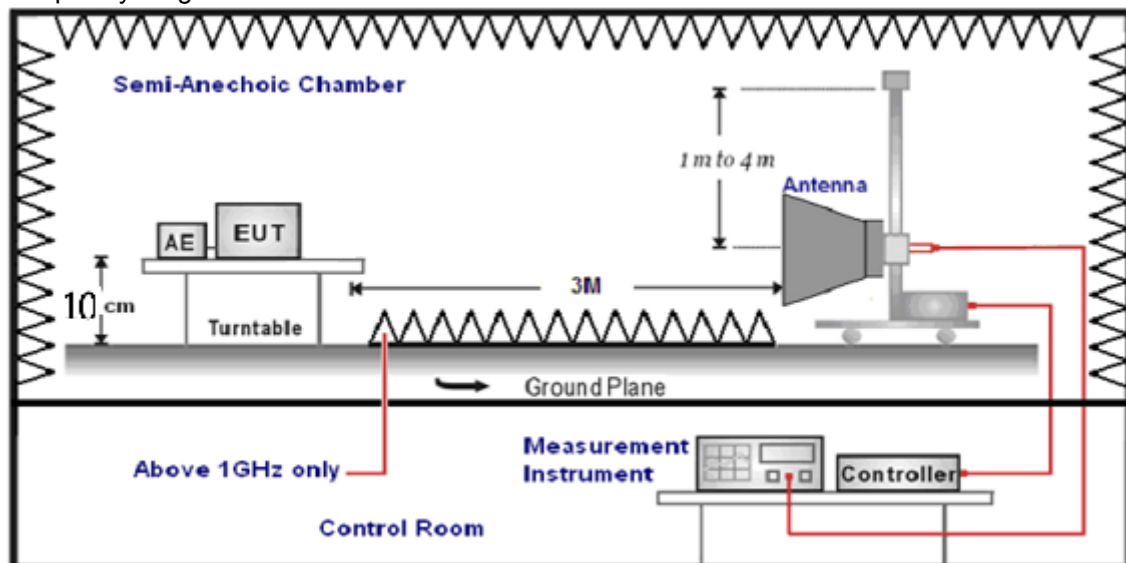 Semi-Anechoic Chamber
1 m to 4 m
Antenna
AE
EUT
10 cm
3M
Turntable
Ground Plane
Above 1GHz only
Measurement
Instrument
Controller
Control Room